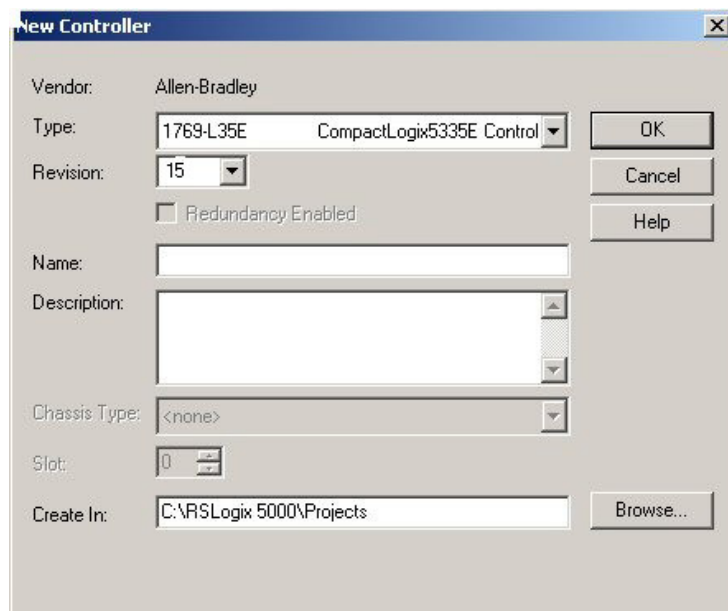 New Controller
Vendor: Allen-Bradley
Type: 1769-L35E CompactLogix5335E Control OK
Revision: 15 Cancel
Redundancy Enabled Help
Name:
Description:
Chassis Type: <none>
Slot: 0
Create In: C:\RSLogix 5000\Projects Browse...